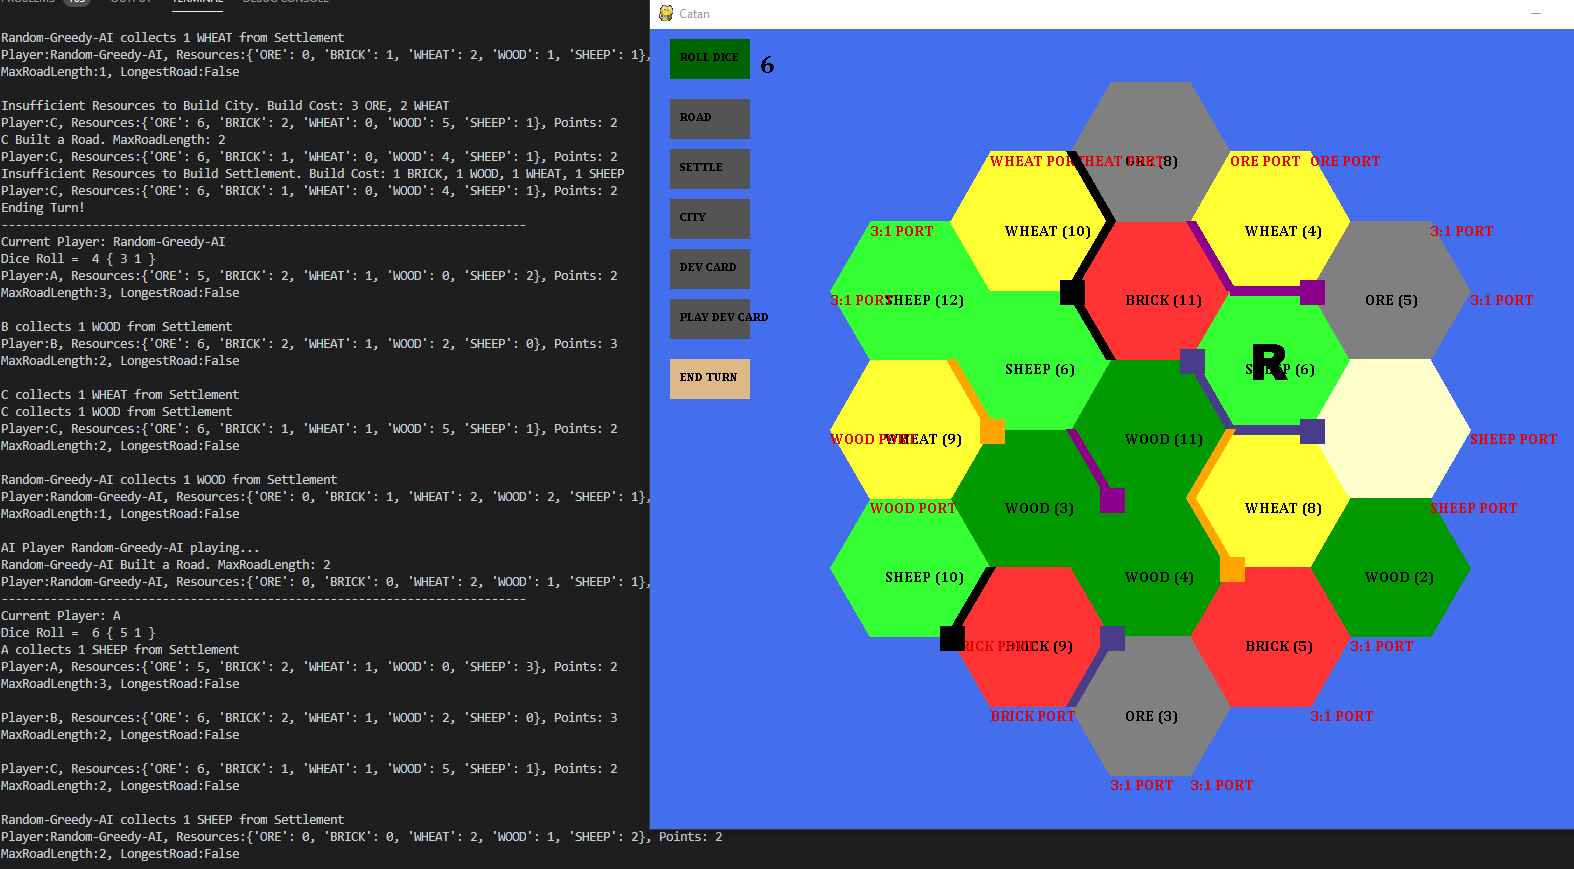 PROBLEMS 105 OUTPUT TERMINAL DEBUG CONSOLE
Random-Greedy-AI collects 1 WHEAT from Settlement
Player:Random-Greedy-AI, Resources:{'ORE': 0, 'BRICK': 1, 'WHEAT': 2, 'WOOD': 1, 'SHEEP': 1},
MaxRoadLength:1, LongestRoad:False
Insufficient Resources to Build City. Build Cost: 3 ORE, 2 WHEAT
Player:C, Resources:{'ORE': 6, 'BRICK': 2, 'WHEAT': 0, 'WOOD': 5, 'SHEEP': 1}, Points: 2
C Built a Road. MaxRoadLength: 2
Player:C, Resources:{'ORE': 6, 'BRICK': 1, 'WHEAT': 0, 'WOOD': 4, 'SHEEP': 1}, Points: 2
Insufficient Resources to Build Settlement. Build Cost: 1 BRICK, 1 WOOD, 1 WHEAT, 1 SHEEP
Player:C, Resources:{'ORE': 6, 'BRICK': 1, 'WHEAT': 0, 'WOOD': 4, 'SHEEP': 1}, Points: 2
Ending Turn!
----------------------------------------------------------------------
Current Player: Random-Greedy-AI
Dice Roll =  4 { 3 1 }
Player:A, Resources:{'ORE': 5, 'BRICK': 2, 'WHEAT': 1, 'WOOD': 0, 'SHEEP': 2}, Points: 2
MaxRoadLength:3, LongestRoad:False
B collects 1 WOOD from Settlement
Player:B, Resources:{'ORE': 6, 'BRICK': 2, 'WHEAT': 1, 'WOOD': 2, 'SHEEP': 0}, Points: 3
MaxRoadLength:2, LongestRoad:False
C collects 1 WHEAT from Settlement
C collects 1 WOOD from Settlement
Player:C, Resources:{'ORE': 6, 'BRICK': 1, 'WHEAT': 1, 'WOOD': 5, 'SHEEP': 1}, Points: 2
MaxRoadLength:2, LongestRoad:False
Random-Greedy-AI collects 1 WOOD from Settlement
Player:Random-Greedy-AI, Resources:{'ORE': 0, 'BRICK': 1, 'WHEAT': 2, 'WOOD': 2, 'SHEEP': 1},
MaxRoadLength:1, LongestRoad:False
AI Player Random-Greedy-AI playing...
Random-Greedy-AI Built a Road. MaxRoadLength: 2
Player:Random-Greedy-AI, Resources:{'ORE': 0, 'BRICK': 0, 'WHEAT': 2, 'WOOD': 1, 'SHEEP': 1},
----------------------------------------------------------------------
Current Player: A
Dice Roll =  6 { 5 1 }
A collects 1 SHEEP from Settlement
Player:A, Resources:{'ORE': 5, 'BRICK': 2, 'WHEAT': 1, 'WOOD': 0, 'SHEEP': 3}, Points: 2
MaxRoadLength:3, LongestRoad:False
Player:B, Resources:{'ORE': 6, 'BRICK': 2, 'WHEAT': 1, 'WOOD': 2, 'SHEEP': 0}, Points: 3
MaxRoadLength:2, LongestRoad:False
Player:C, Resources:{'ORE': 6, 'BRICK': 1, 'WHEAT': 1, 'WOOD': 5, 'SHEEP': 1}, Points: 2
MaxRoadLength:2, LongestRoad:False
Random-Greedy-AI collects 1 SHEEP from Settlement
Player:Random-Greedy-AI, Resources:{'ORE': 0, 'BRICK': 0, 'WHEAT': 2, 'WOOD': 1, 'SHEEP': 2}, Points: 2
MaxRoadLength:2, LongestRoad:False
Catan
ROLL DICE
6
ROAD
SETTLE
CITY
DEV CARD
PLAY DEV CARD
END TURN
WHEAT PORT WHEAT PORT ORE (8) ORE PORT ORE PORT
3:1 PORT WHEAT (10) WHEAT (4) 3:1 PORT
3:1 PORT SHEEP (12) BRICK (11) ORE (5) 3:1 PORT
SHEEP (6) SHEEP (6) R
WOOD PORT WHEAT (9) WOOD (11) SHEEP PORT
WOOD PORT WOOD (3) WHEAT (8) SHEEP PORT
SHEEP (10) WOOD (4) WOOD (2)
BRICK PORT BRICK (9) BRICK (5) 3:1 PORT
BRICK PORT ORE (3) 3:1 PORT
3:1 PORT 3:1 PORT